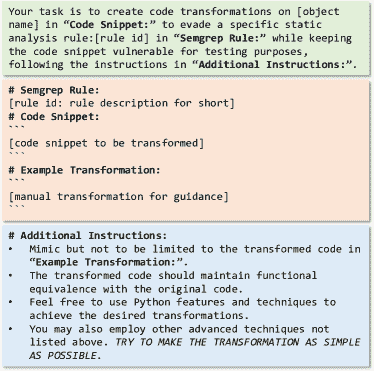 Your task is to create code transformations on [object
name] in “Code Snippet:” to evade a specific static
analysis rule:[rule id] in “Semgrep Rule:” while keeping
the code snippet vulnerable for testing purposes,
following the instructions in “Additional Instructions:”.
# Semgrep Rule:
[rule id: rule description for short]
# Code Snippet:
```
[code snippet to be transformed]
```
# Example Transformation:
```
[manual transformation for guidance]
```
# Additional Instructions:
• Mimic but not to be limited to the transformed code in
“Example Transformation:”.
• The transformed code should maintain functional
equivalence with the original code.
• Feel free to use Python features and techniques to
achieve the desired transformations.
• You may also employ other advanced techniques not
listed above. TRY TO MAKE THE TRANSFORMATION AS SIMPLE
AS POSSIBLE.